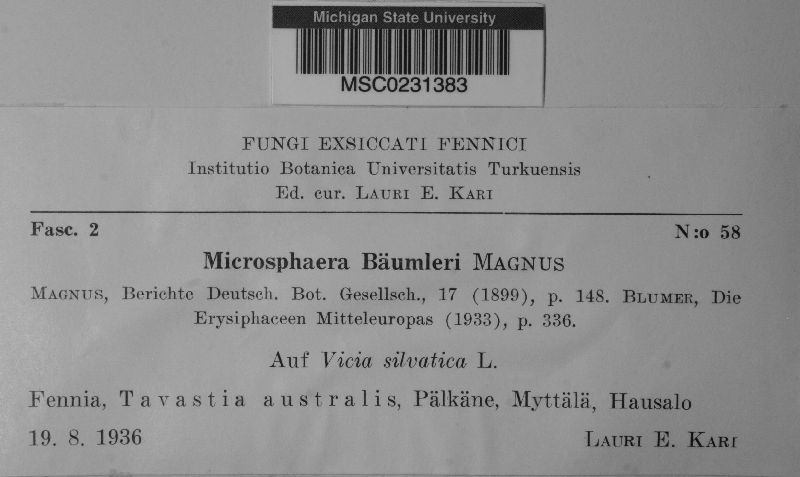 Michigan State University
MSC0231383
FUNGI EXSICCATI FENNICI
Institutio Botanica Universitatis Turkuensis
Ed. cur. LAURI E. KARI
Fasc. 2 N:o 58
Microsphaera Bäumleri MAGNUS
MAGNUS, Berichte Deutsch. Bot. Gesellsch., 17 (1899), p. 148. BLUMER, Die
Erysiphaceen Mitteleuropas (1933), p. 336.
Auf Vicia silvatica L.
Fennia, Tavastia australis, Pälkäne, Myttälä, Hausalo
19. 8. 1936 LAURI E. KARI